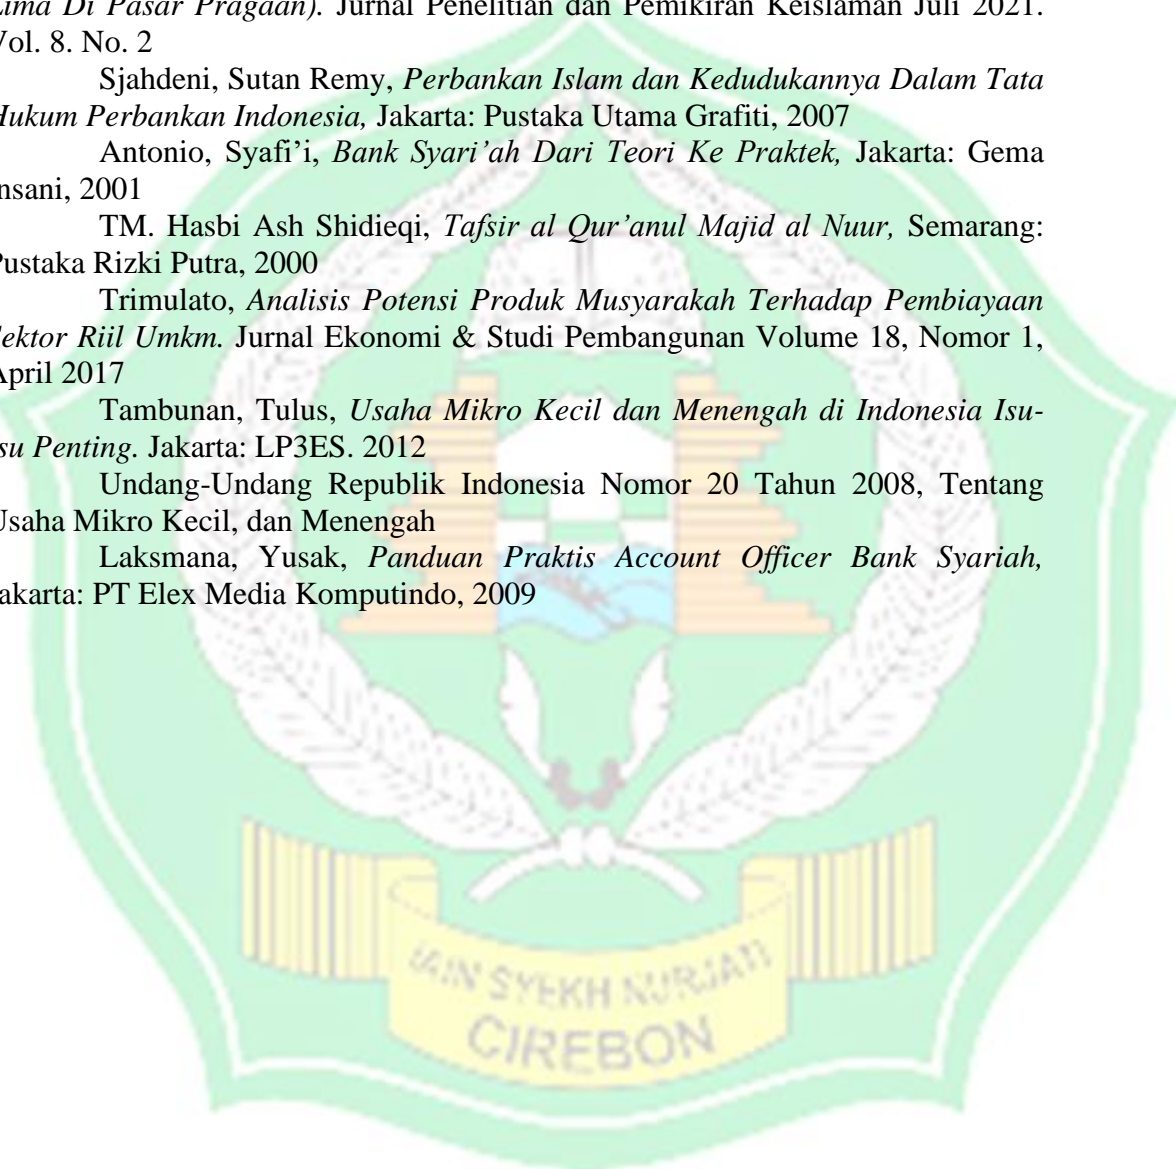 Lima Di Pasar Pragaan). Jurnal Penelitian dan Pemikiran Keislaman Juli 2021.
Vol. 8. No. 2
Sjahdeni, Sutan Remy, Perbankan Islam dan Kedudukannya Dalam Tata
Hukum Perbankan Indonesia, Jakarta: Pustaka Utama Grafiti, 2007
Antonio, Syafi’i, Bank Syari’ah Dari Teori Ke Praktek, Jakarta: Gema
Insani, 2001
TM. Hasbi Ash Shidieqi, Tafsir al Qur’anul Majid al Nuur, Semarang:
Pustaka Rizki Putra, 2000
Trimulato, Analisis Potensi Produk Musyarakah Terhadap Pembiayaan
Sektor Riil Umkm. Jurnal Ekonomi & Studi Pembangunan Volume 18, Nomor 1,
April 2017
Tambunan, Tulus, Usaha Mikro Kecil dan Menengah di Indonesia Isu-
Isu Penting. Jakarta: LP3ES. 2012
Undang-Undang Republik Indonesia Nomor 20 Tahun 2008, Tentang
Usaha Mikro Kecil, dan Menengah
Laksmana, Yusak, Panduan Praktis Account Officer Bank Syariah,
Jakarta: PT Elex Media Komputindo, 2009
IAIN SYEKH NURJATI
CIREBON